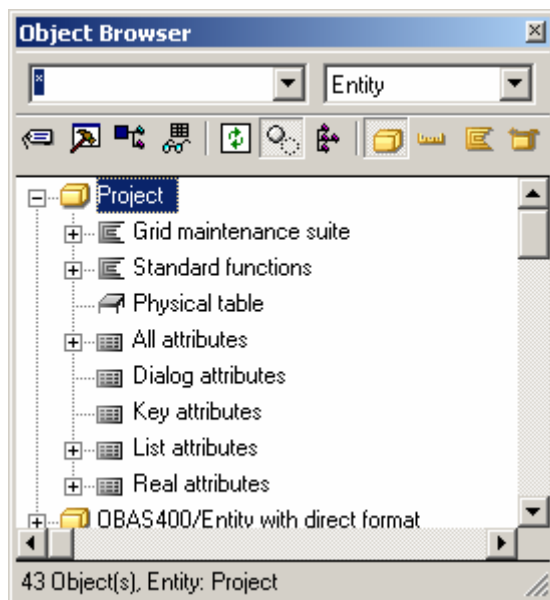 Object Browser
* Entity
Project
Grid maintenance suite
Standard functions
Physical table
All attributes
Dialog attributes
Key attributes
List attributes
Real attributes
OBAS400/Entity with direct format
43 Object(s), Entity: Project